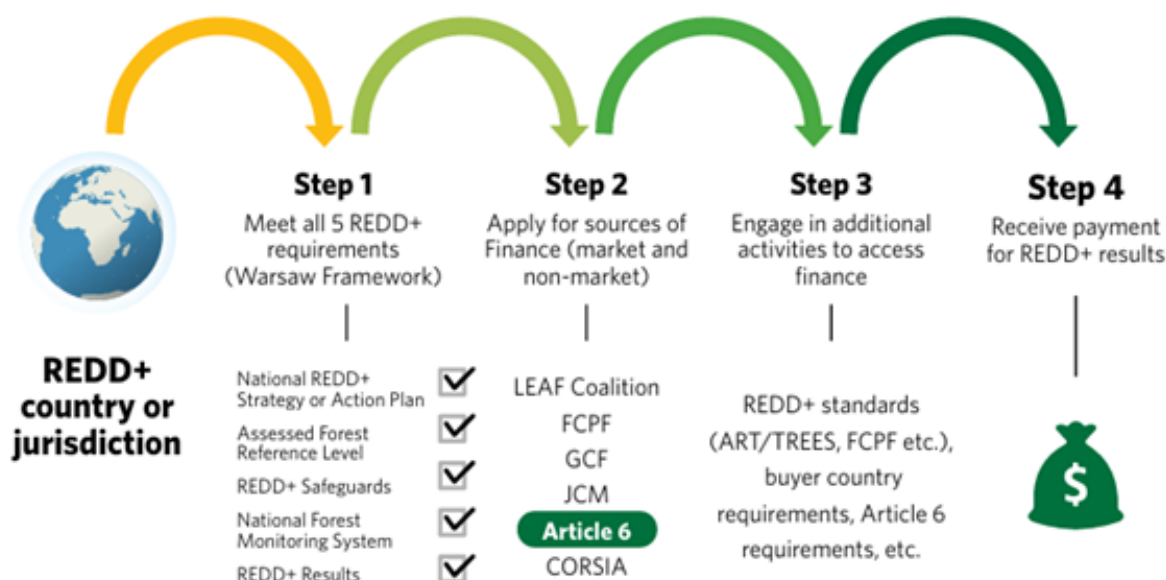 REDD+
country or
jurisdiction
Step 1
Meet all 5 REDD+
requirements
(Warsaw Framework)
National REDD+
Strategy or Action Plan
Assessed Forest
Reference Level
REDD+ Safeguards
National Forest
Monitoring System
REDD+ Results
Step 2
Apply for sources of
Finance (market and
non-market)
LEAF Coalition
FCPF
GCF
JCM
Article 6
CORSIA
Step 3
Engage in additional
activities to access
finance
REDD+ standards
(ART/TREES, FCPF etc.),
buyer country
requirements, Article 6
requirements, etc.
Step 4
Receive payment
for REDD+ results
$